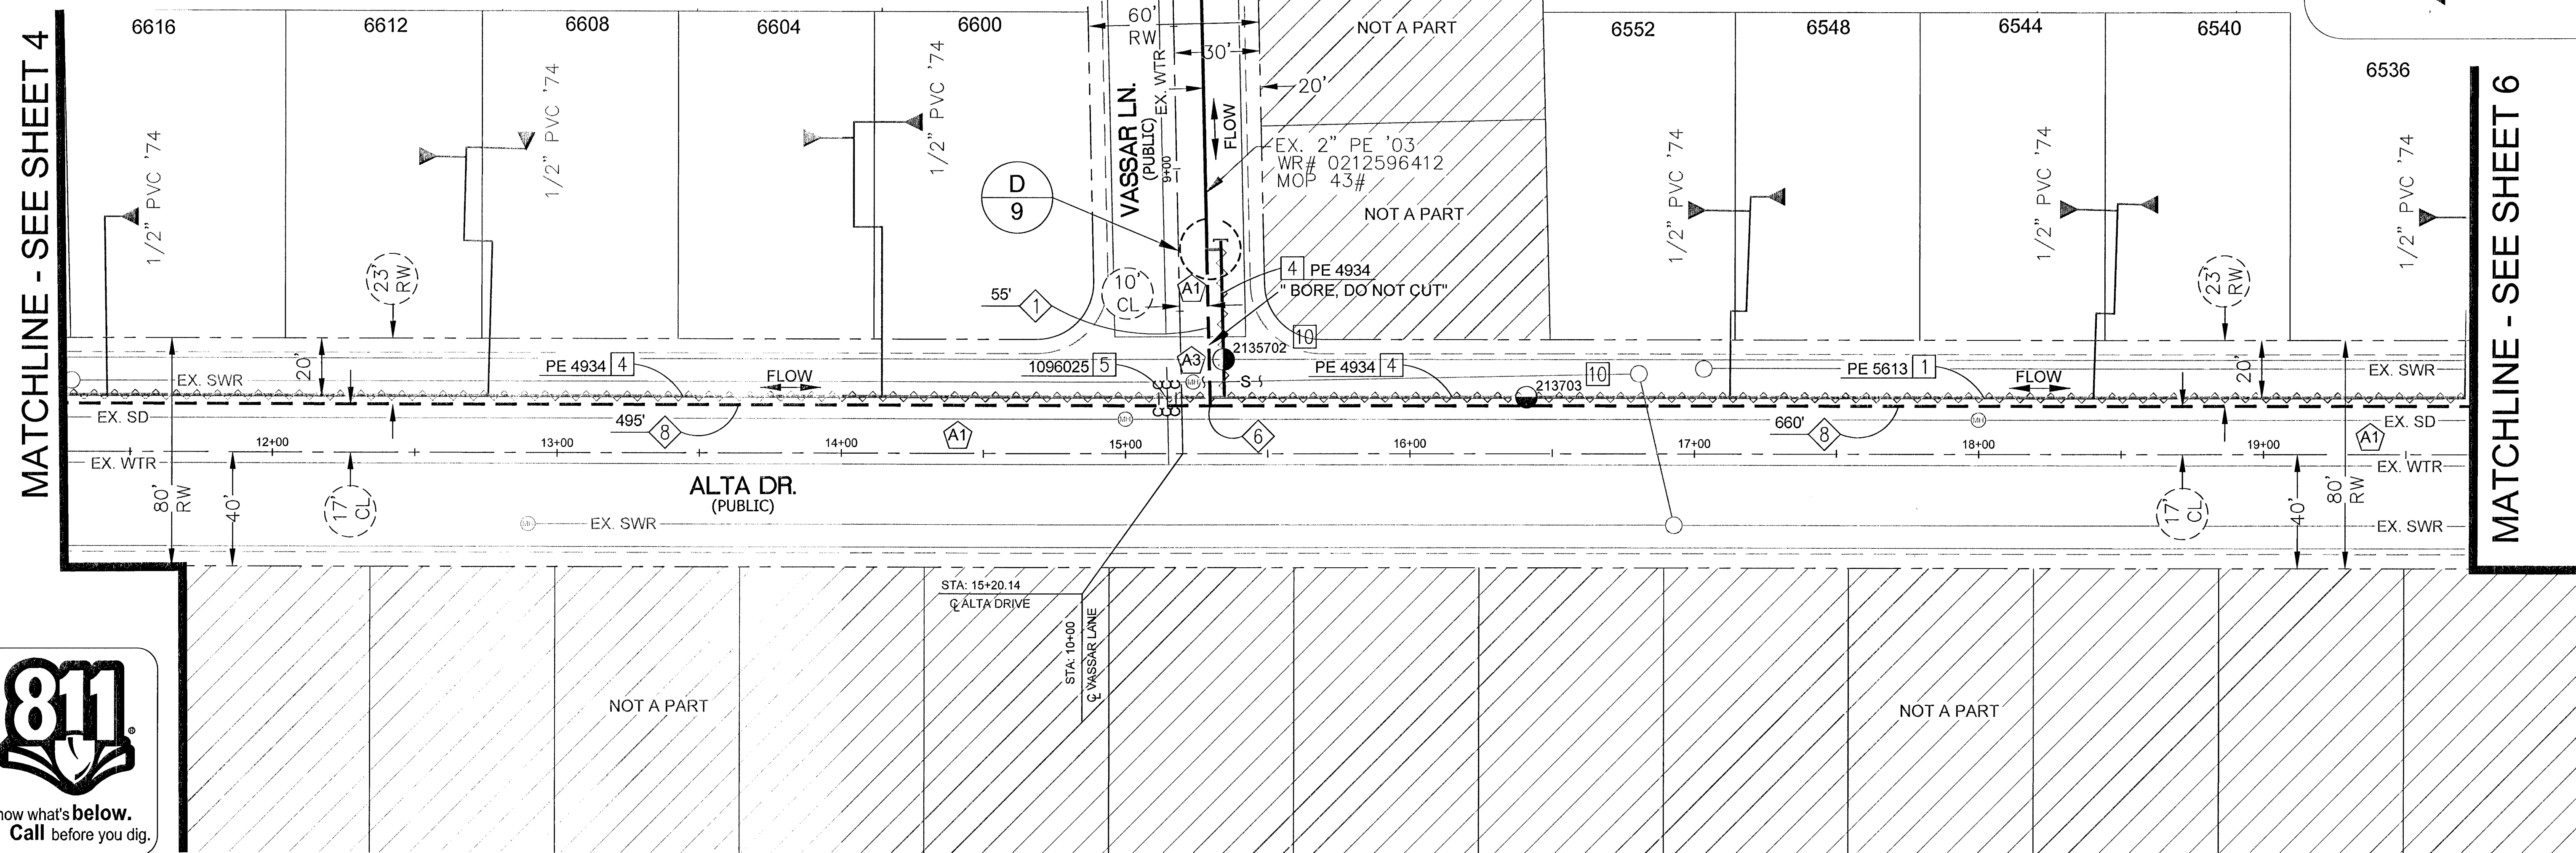 MATCHLINE - SEE SHEET 4
6616
6612
6608
6604
6600
60'
RW
30'
20'
NOT A PART
6552
6548
6544
6540
6536
MATCHLINE - SEE SHEET 6
1/2" PVC '74
1/2" PVC '74
1/2" PVC '74
1/2" PVC '74
EX. WTR
VASSAR LN.
(PUBLIC)
9+00
FLOW
EX. 2" PE '03
WR# 0212596412
MOP 43#
NOT A PART
1/2" PVC '74
1/2" PVC '74
1/2" PVC '74
D
9
23'
RW
55'
1
10'
CL
A1
4 PE 4934
" BORE, DO NOT CUT"
10
23'
RW
20'
EX. SWR
PE 4934 4
FLOW
1096025 5
A3
2135702
MH
S
PE 4934 4
213703
10
PE 5613 1
FLOW
20'
EX. SWR
EX. SD
495'
8
A1
MH
6
660'
8
MH
EX. SD
A1
12+00
13+00
14+00
15+00
16+00
17+00
18+00
19+00
EX. WTR
EX. WTR
80'
RW
40'
17'
CL
ALTA DR.
(PUBLIC)
MH
EX. SWR
17'
CL
40'
80'
RW
EX. SWR
STA: 15+20.14
℄ ALTA DRIVE
STA: 10+00
℄ VASSAR LANE
NOT A PART
NOT A PART
811
®
now what's below.
Call before you dig.